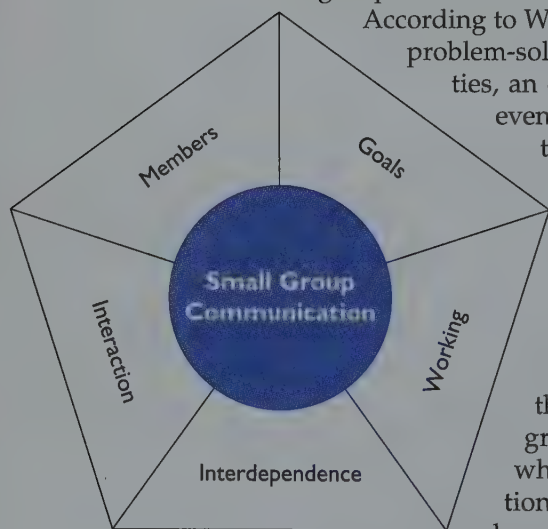 According to W
problem-sol
ties, an
even
t
Members
Goals
Small Group
Communication
Interaction
Working
Interdependence
th
gr
wh
tion